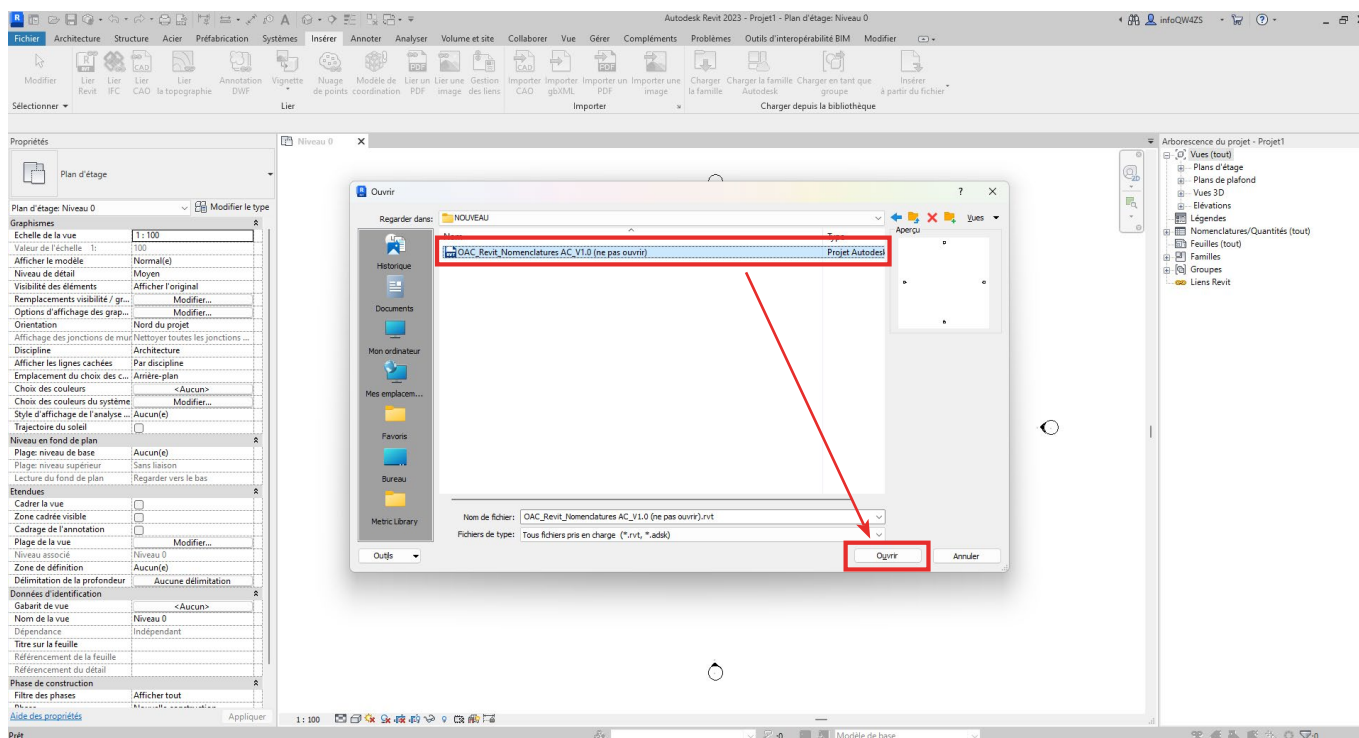 Autodesk Revit 2023 - Projet1 - Plan d'étage: Niveau 0
infoQW4ZS
Fichier Architecture Structure Acier Préfabrication Systèmes Insérer Annoter Analyser Volume et site Collaborer Vue Gérer Compléments Problèmes Outils d'interopérabilité BIM Modifier
Modifier
Lier Revit
Lier IFC
Lier CAO
Lier la topographie
Annotation DWF
Vignette
Nuage de points
Modèle de coordination
Lier un PDF
Lier une image
Gestion des liens
Importer CAO
Importer gbXML
Importer un PDF
Importer une image
Charger la famille
Charger la famille Autodesk
Charger en tant que groupe
Insérer à partir du fichier
Sélectionner
Lier
Importer
Charger depuis la bibliothèque
Propriétés
Plan d'étage
Plan d'étage: Niveau 0
Modifier le type
Graphismes
Echelle de la vue 1 : 100
Valeur de l'échelle 1: 100
Afficher le modèle Normal(e)
Niveau de détail Moyen
Visibilité des éléments Afficher l'original
Remplacements visibilité / gr... Modifier...
Options d'affichage des grap... Modifier...
Orientation Nord du projet
Affichage des jonctions de mur Nettoyer toutes les jonctions ...
Discipline Architecture
Afficher les lignes cachées Par discipline
Emplacement du choix des c... Arrière-plan
Choix des couleurs <Aucun>
Choix des couleurs du système Modifier...
Style d'affichage de l'analyse ... Aucun(e)
Trajectoire du soleil
Niveau en fond de plan
Plage: niveau de base Aucun(e)
Plage: niveau supérieur Sans liaison
Lecture du fond de plan Regarder vers le bas
Etendues
Cadrer la vue
Zone cadrée visible
Cadrage de l'annotation
Plage de la vue Modifier...
Niveau associé Niveau 0
Zone de définition Aucun(e)
Délimitation de la profondeur Aucune délimitation
Données d'identification
Gabarit de vue <Aucun>
Nom de la vue Niveau 0
Dépendance Indépendant
Titre sur la feuille
Référencement de la feuille
Référencement du détail
Phase de construction
Filtre des phases Afficher tout
Aide des propriétés
Appliquer
Prêt
Niveau 0
Ouvrir
Regarder dans: NOUVEAU
Vues
Aperçu
OAC_Revit_Nomenclatures AC_V1.0 (ne pas ouvrir) Projet Autodesk
Historique
Documents
Mon ordinateur
Mes emplacem...
Favoris
Bureau
Metric Library
Nom de fichier: OAC_Revit_Nomenclatures AC_V1.0 (ne pas ouvrir).rvt
Fichiers de type: Tous fichiers pris en charge (*.rvt, *.adsk)
Outils
Ouvrir
Annuler
1 : 100
:0
Modèle de base
:0
2D
Arborescence du projet - Projet1
Vues (tout)
Plans d'étage
Plans de plafond
Vues 3D
Elévations
Légendes
Nomenclatures/Quantités (tout)
Feuilles (tout)
Familles
Groupes
Liens Revit